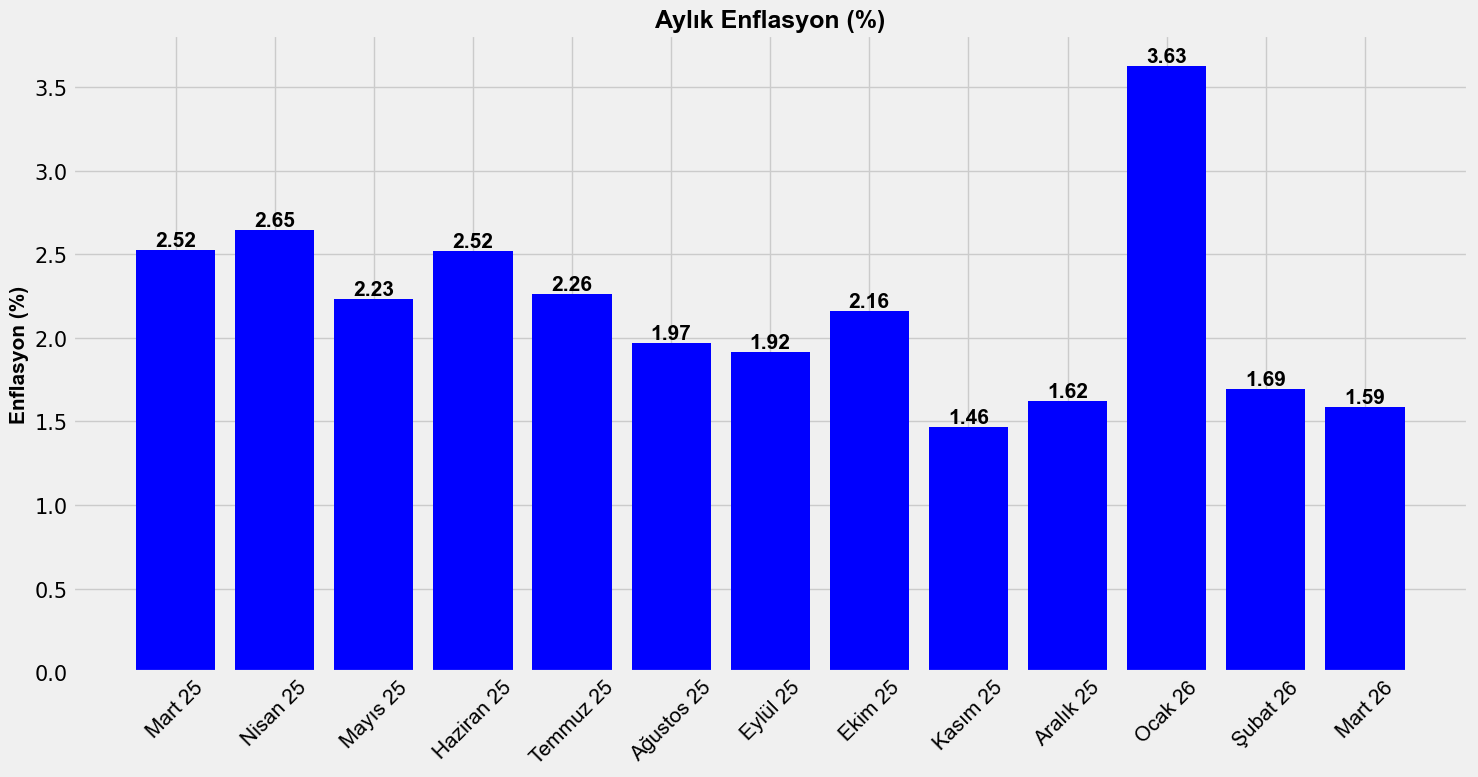 Aylık Enflasyon (%)
Enflasyon (%)
3.5
3.0
2.5
2.0
1.5
1.0
0.5
0.0
2.52
2.65
2.23
2.52
2.26
1.97
1.92
2.16
1.46
1.62
3.63
1.69
1.59
Mart 25
Nisan 25
Mayıs 25
Haziran 25
Temmuz 25
Ağustos 25
Eylül 25
Ekim 25
Kasım 25
Aralık 25
Ocak 26
Şubat 26
Mart 26